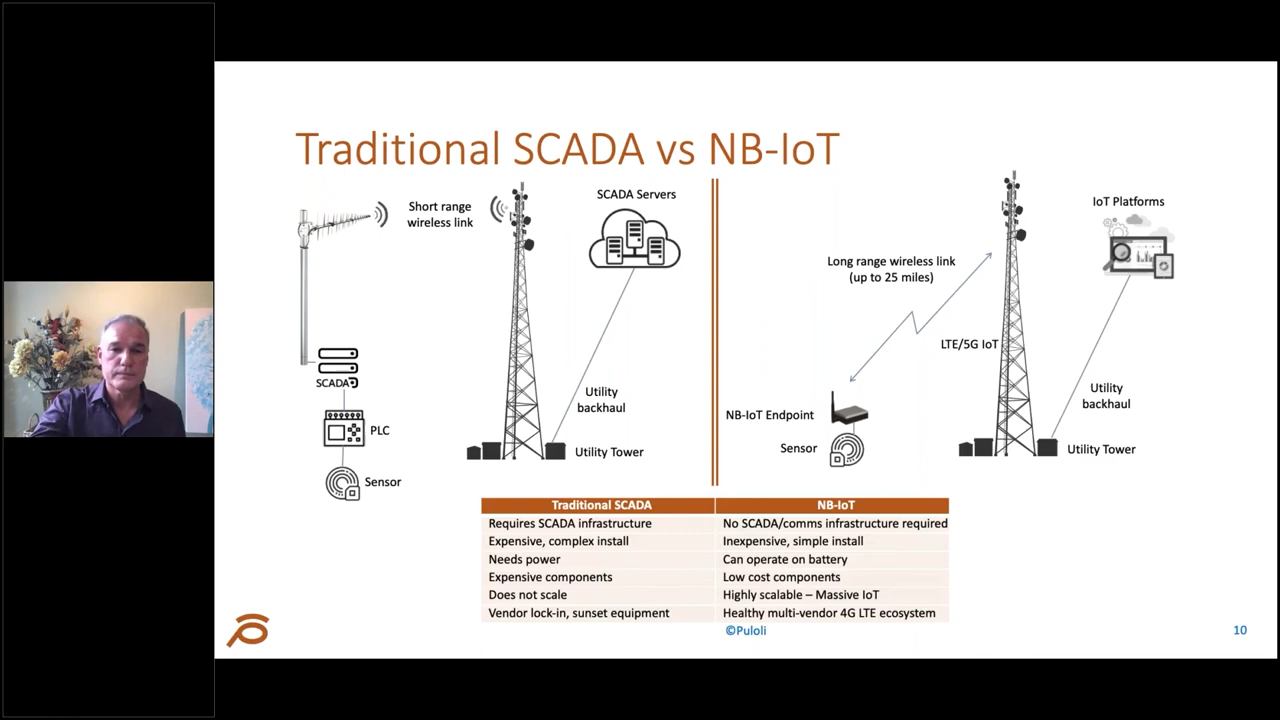 Traditional SCADA vs NB-IoT
Short range
wireless link
SCADA Servers
SCADA
PLC
Sensor
Utility
backhaul
Utility Tower
Long range wireless link
(up to 25 miles)
IoT Platforms
LTE/5G IoT
NB-IoT Endpoint
Sensor
Utility
backhaul
Utility Tower
Traditional SCADA NB-IoT
Requires SCADA infrastructure No SCADA/comms infrastructure required
Expensive, complex install Inexpensive, simple install
Needs power Can operate on battery
Expensive components Low cost components
Does not scale Highly scalable – Massive IoT
Vendor lock-in, sunset equipment Healthy multi-vendor 4G LTE ecosystem
©Puloli
10